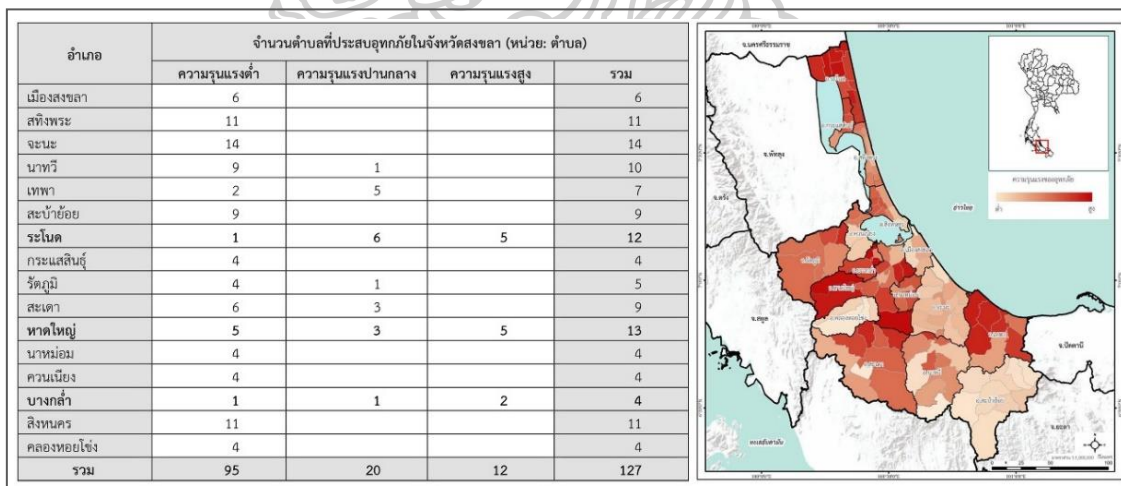 อำเภอ จำนวนตำบลที่ประสบอุทกภัยในจังหวัดสงขลา (หน่วย: ตำบล)
ความรุนแรงต่ำ ความรุนแรงปานกลาง ความรุนแรงสูง รวม
เมืองสงขลา 6 6
สทิงพระ 11 11
จะนะ 14 14
นาทวี 9 1 10
เทพา 2 5 7
สะบ้าย้อย 9 9
ระโนด 1 6 5 12
กระแสสินธุ์ 4 4
รัตภูมิ 4 1 5
สะเดา 6 3 9
หาดใหญ่ 5 3 5 13
นาหม่อม 4 4
ควนเนียง 4 4
บางกล่ำ 1 1 2 4
สิงหนคร 11 11
คลองหอยโข่ง 4 4
รวม 95 20 12 127
จ.นครศรีธรรมราช
จ.พัทลุง
จ.ตรัง
ความรุนแรงของอุทกภัย
ต่ำ สูง
อ่าวไทย
จ.สตูล
จ.ปัตตานี
จ.ยะลา